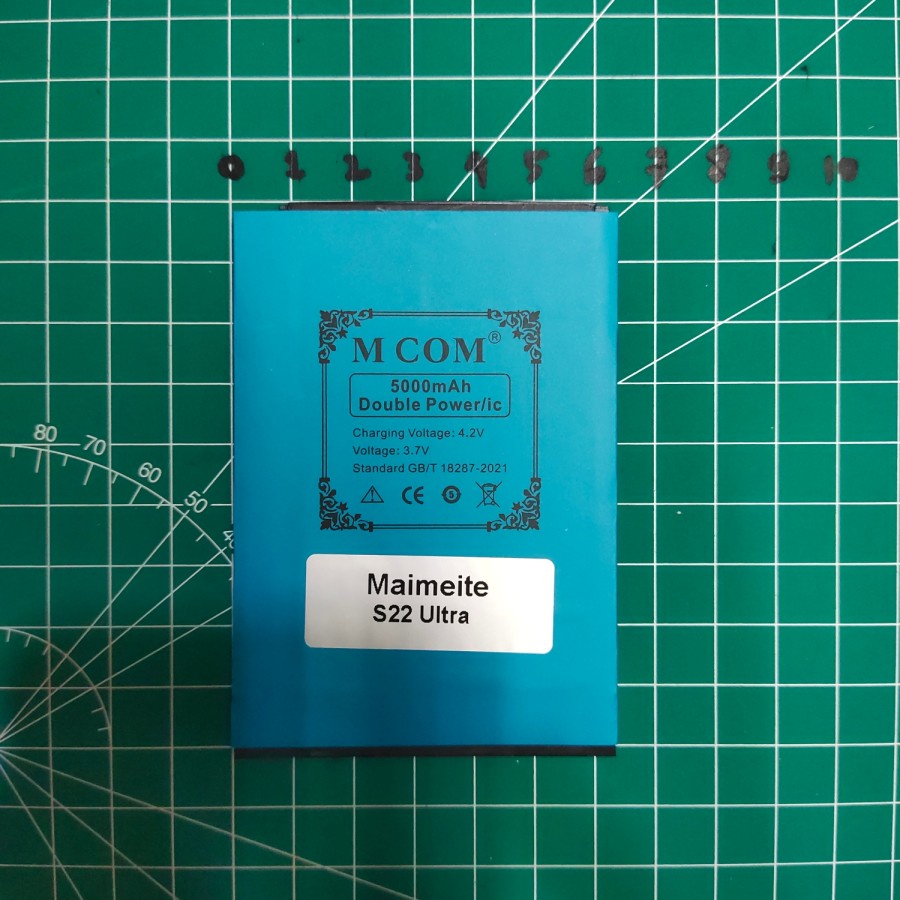 0 1 2 3 4 5 6 7 8 9 10
M COM®
5000mAh
Double Power/ic
Charging Voltage: 4.2V
Voltage: 3.7V
Standard GB/T 18287-2021
CE 5
80 70 60 50
Maimeite
S22 Ultra